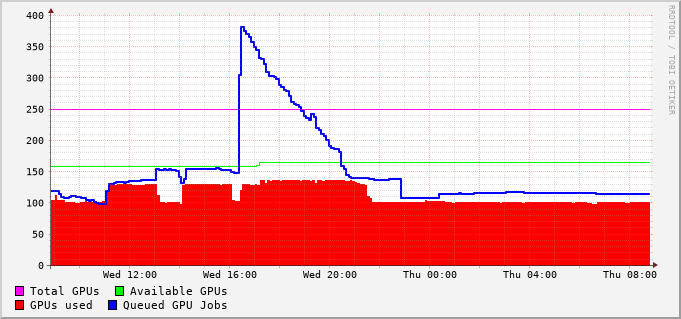 400
350
300
250
200
150
100
50
0
Wed 12:00 Wed 16:00 Wed 20:00 Thu 00:00 Thu 04:00 Thu 08:00
Total GPUs Available GPUs
GPUs used Queued GPU Jobs
RRDTOOL / TOBI OETIKER